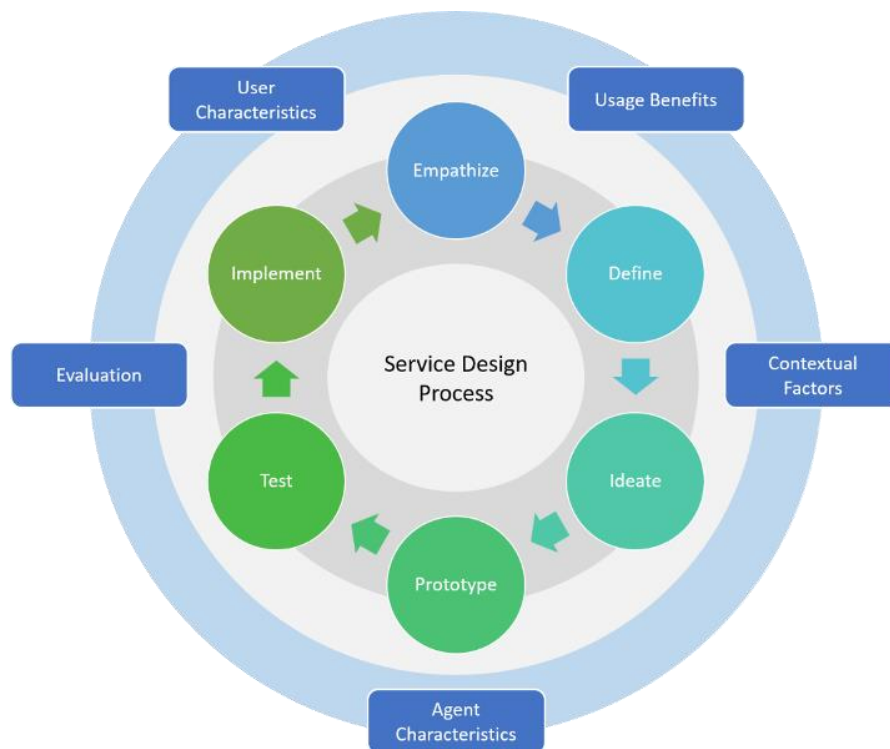 User
Characteristics
Usage Benefits
Empathize
Implement
Define
Evaluation
Service Design
Process
Contextual
Factors
Test
Ideate
Prototype
Agent
Characteristics